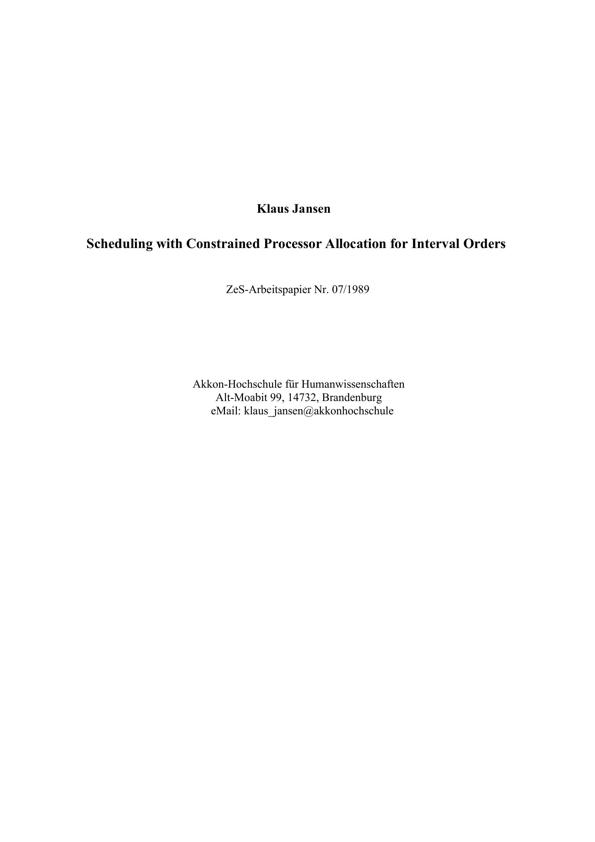 Klaus Jansen
Scheduling with Constrained Processor Allocation for Interval Orders
ZeS-Arbeitspapier Nr. 07/1989
Akkon-Hochschule für Humanwissenschaften
Alt-Moabit 99, 14732, Brandenburg
eMail: klaus_jansen@akkonhochschule